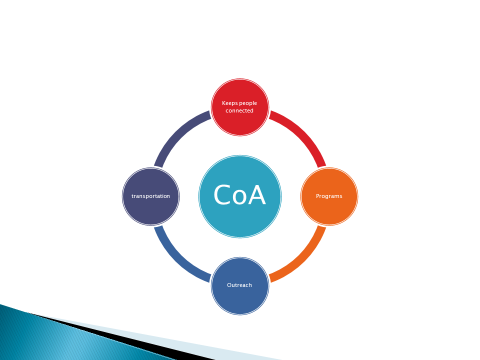 Keeps people
connected
transportation
CoA
Programs
Outreach